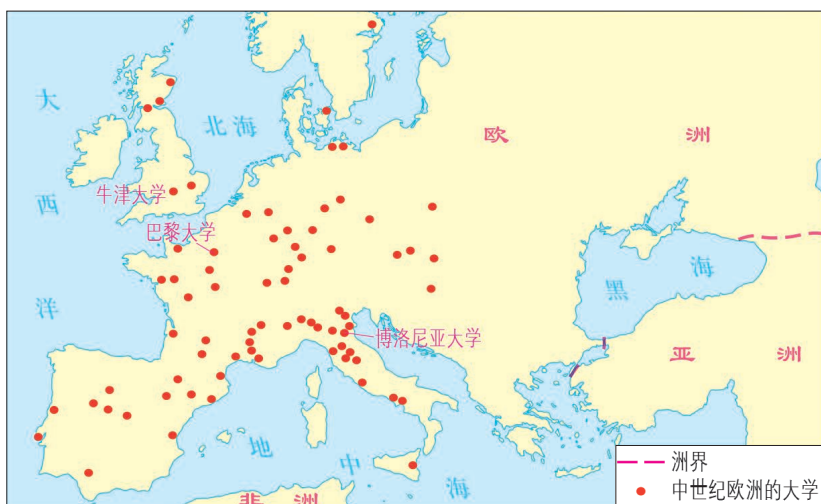 大
西
洋
北海
欧 洲
牛津大学
巴黎大学
黑
海
博洛尼亚大学
亚 洲
地
中
海
非 洲
洲界
中世纪欧洲的大学